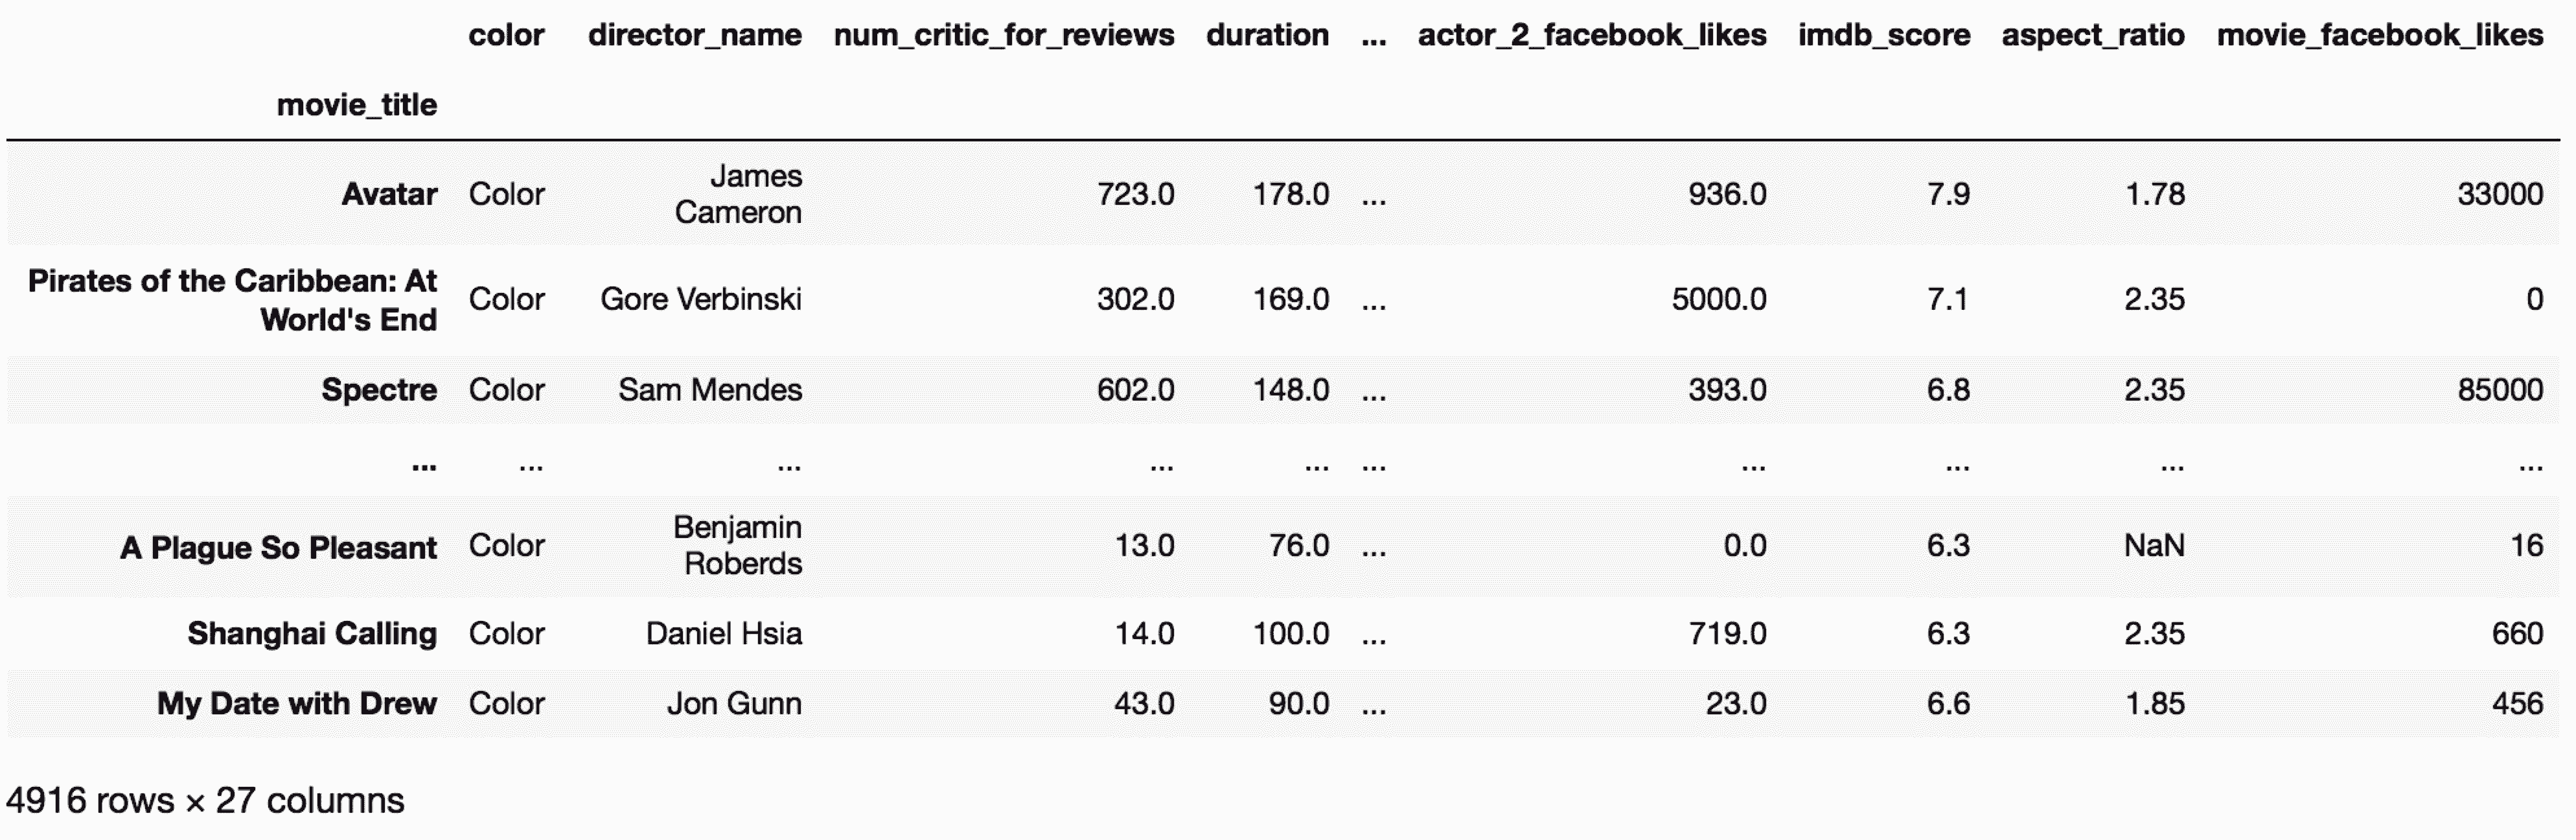 color director_name num_critic_for_reviews duration ... actor_2_facebook_likes imdb_score aspect_ratio movie_facebook_likes
movie_title
Avatar Color James Cameron 723.0 178.0 ... 936.0 7.9 1.78 33000
Pirates of the Caribbean: At World's End Color Gore Verbinski 302.0 169.0 ... 5000.0 7.1 2.35 0
Spectre Color Sam Mendes 602.0 148.0 ... 393.0 6.8 2.35 85000
... ... ... ... ... ... ... ... ... ...
A Plague So Pleasant Color Benjamin Roberds 13.0 76.0 ... 0.0 6.3 NaN 16
Shanghai Calling Color Daniel Hsia 14.0 100.0 ... 719.0 6.3 2.35 660
My Date with Drew Color Jon Gunn 43.0 90.0 ... 23.0 6.6 1.85 456
4916 rows × 27 columns